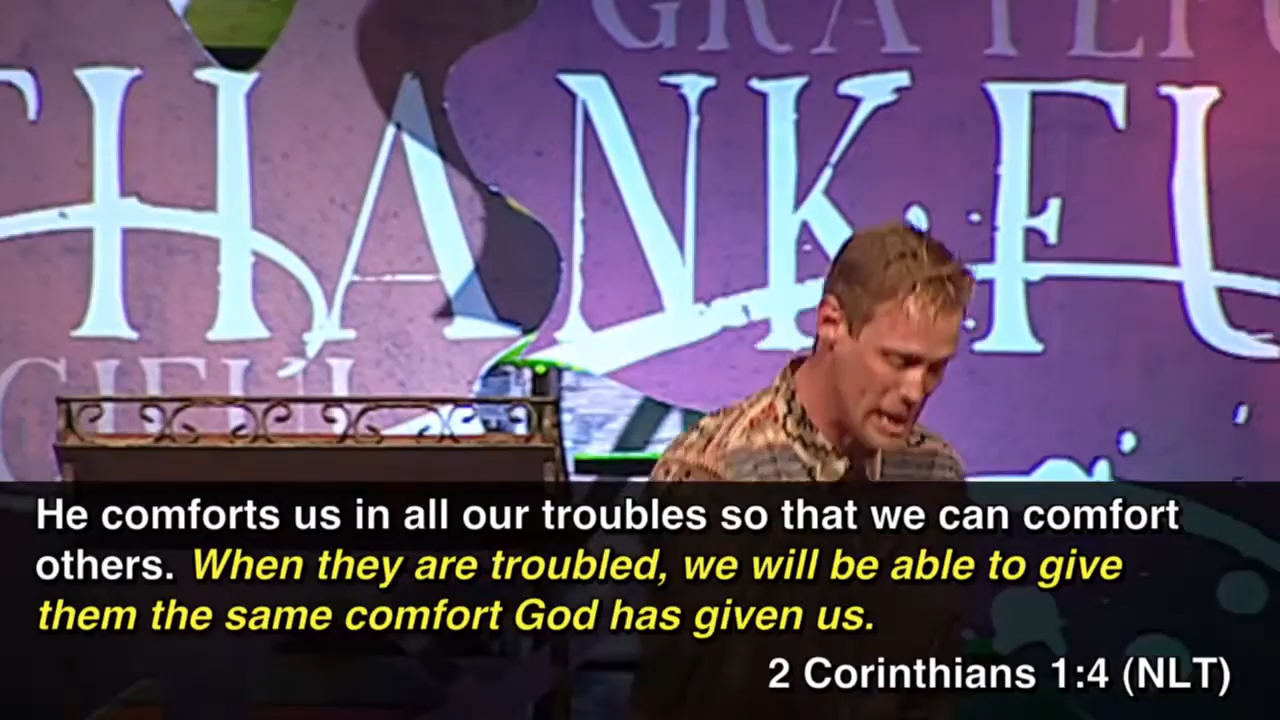 GRATEFU
THANKFU
He comforts us in all our troubles so that we can comfort
others. When they are troubled, we will be able to give
them the same comfort God has given us.
2 Corinthians 1:4 (NLT)